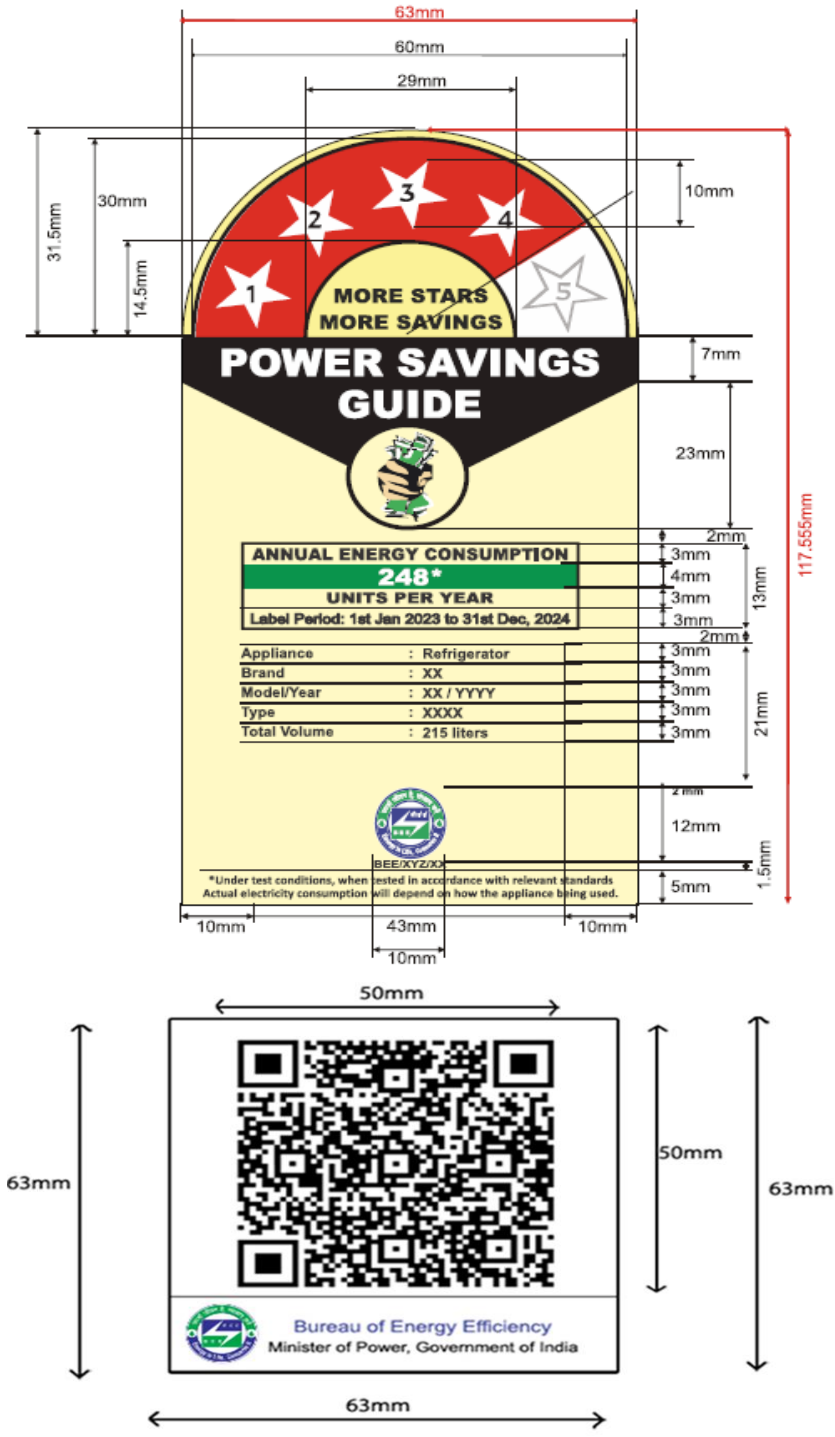 63mm
60mm
29mm
31.5mm
30mm
14.5mm
10mm
1
2
3
4
5
MORE STARS
MORE SAVINGS
POWER SAVINGS
GUIDE
7mm
23mm
117.555mm
2mm
ANNUAL ENERGY CONSUMPTION
248*
UNITS PER YEAR
Label Period: 1st Jan 2023 to 31st Dec, 2024
3mm
4mm
3mm
3mm
13mm
2mm
Appliance : Refrigerator
Brand : XX
Model/Year : XX / YYYY
Type : XXXX
Total Volume : 215 liters
3mm
3mm
3mm
3mm
3mm
21mm
2 mm
12mm
BEE/XYZ/XX
1.5mm
*Under test conditions, when tested in accordance with relevant standards
Actual electricity consumption will depend on how the appliance being used.
5mm
10mm
43mm
10mm
10mm
50mm
63mm
50mm
63mm
Bureau of Energy Efficiency
Minister of Power, Government of India
63mm